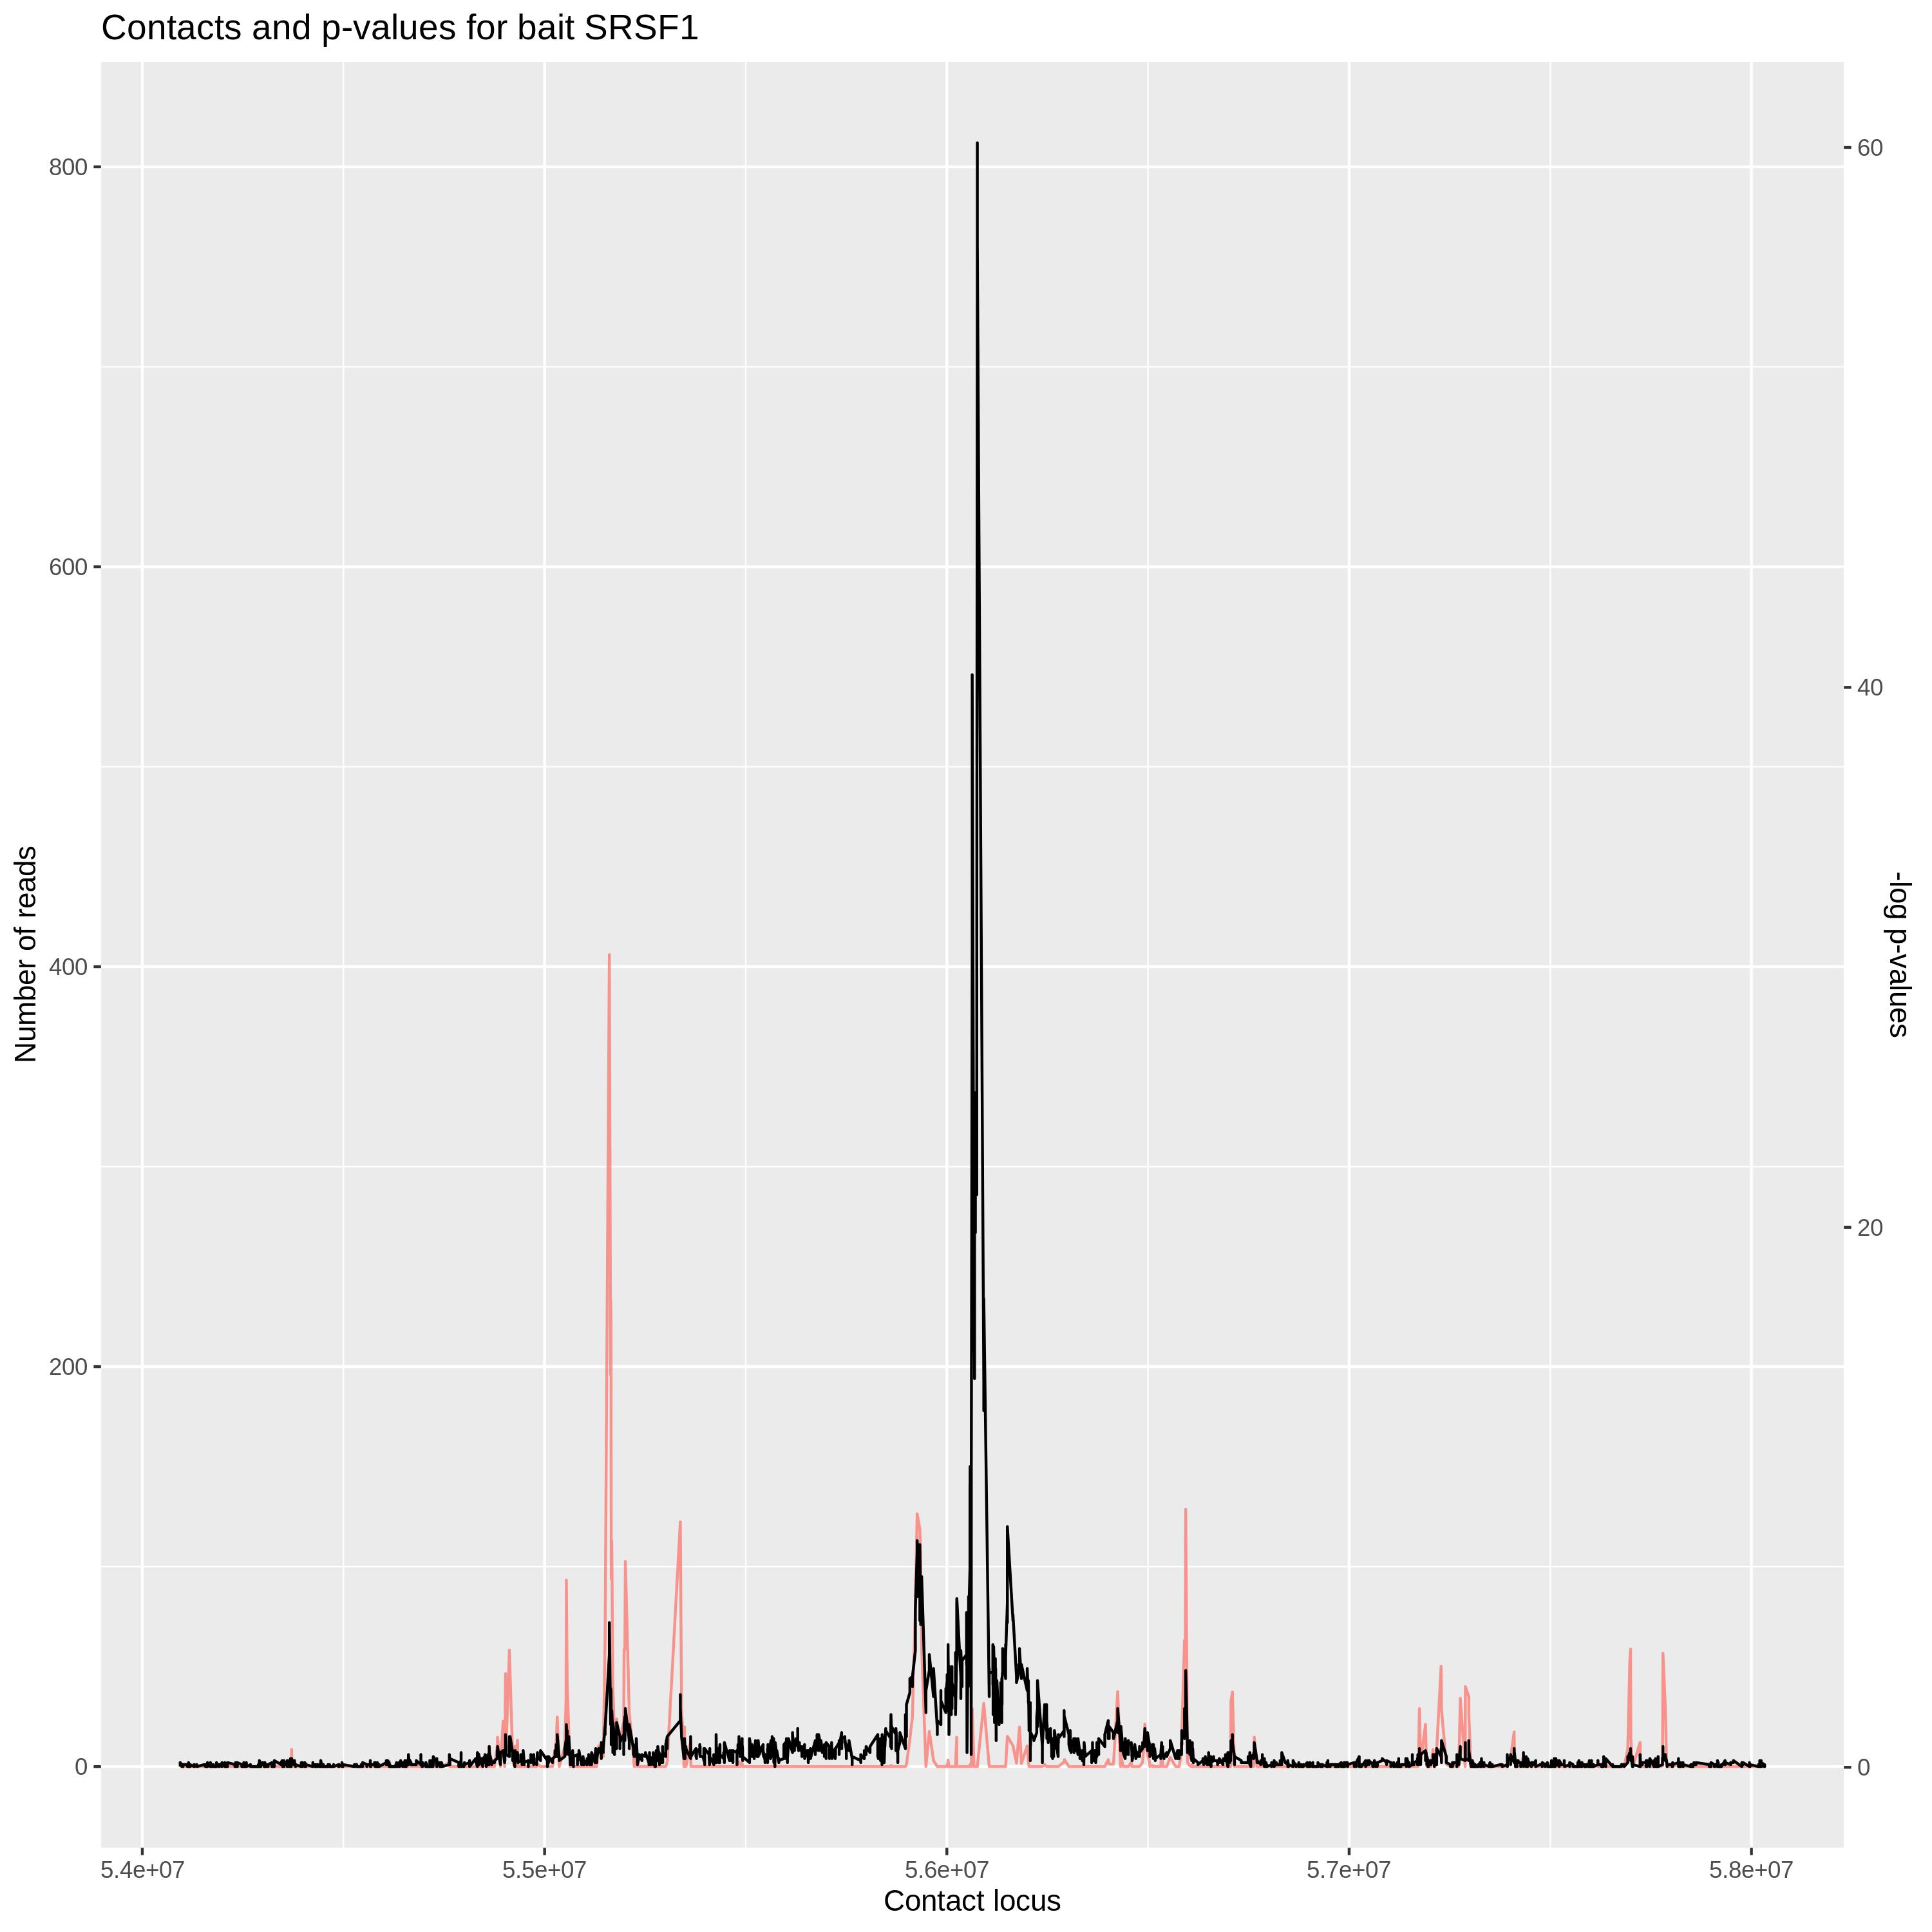 Contacts and p-values for bait SRSF1
800
600
400
200
0
Number of reads
60
40
20
0
-log p-values
5.4e+07
5.5e+07
5.6e+07
5.7e+07
5.8e+07
Contact locus